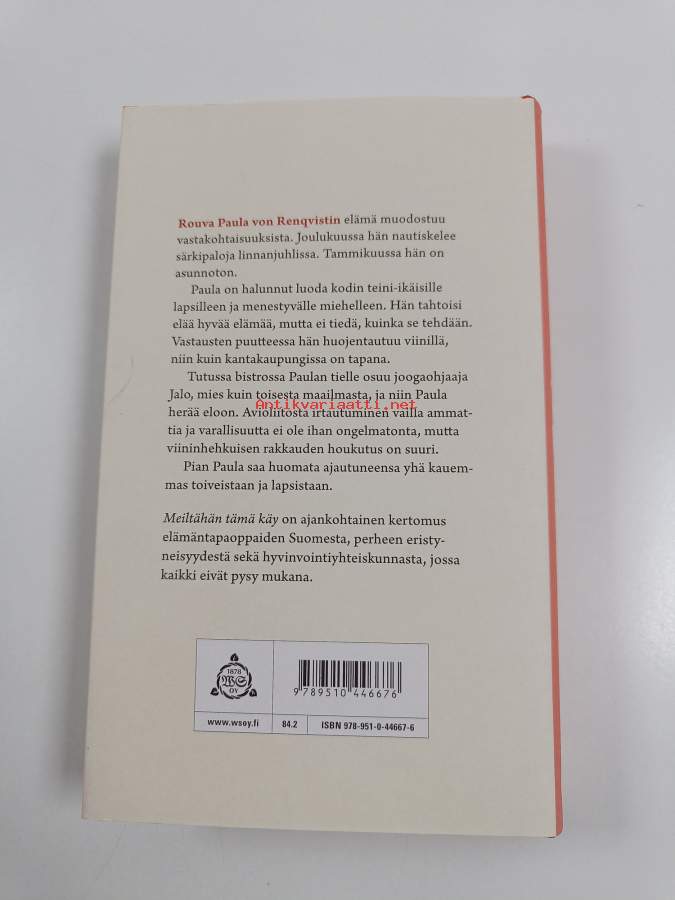 Rouva Paula von Renqvistin elämä muodostuu
vastakohtaisuuksista. Joulukuussa hän nautiskelee
särkipaloja linnanjuhlissa. Tammikuussa hän on
asunnoton.
Paula on halunnut luoda kodin teini-ikäisille
lapsilleen ja menestyvälle miehelleen. Hän tahtoisi
elää hyvää elämää, mutta ei tiedä, kuinka se tehdään.
Vastausten puutteessa hän huojentautuu viinillä,
niin kuin kantakaupungissa on tapana.
Tutussa bistrossa Paulan tielle osuu joogaohjaaja
Jalo, mies kuin toisesta maailmasta, ja niin Paula
Antikvariaatti.net
herää eloon. Avioliitosta irtautuminen vailla ammat-
tia ja varallisuutta ei ole ihan ongelmatonta, mutta
viininhehkuisen rakkauden houkutus on suuri.
Pian Paula saa huomata ajautuneensa yhä kauem-
mas toiveistaan ja lapsistaan.
Meiltähän tämä käy on ajankohtainen kertomus
elämäntapaoppaiden Suomesta, perheen eristy-
neisyydestä sekä hyvinvointiyhteiskunnasta, jossa
kaikki eivät pysy mukana.
1878
WS
OY
9 789510 446676
www.wsoy.fi
84.2
ISBN 978-951-0-44667-6